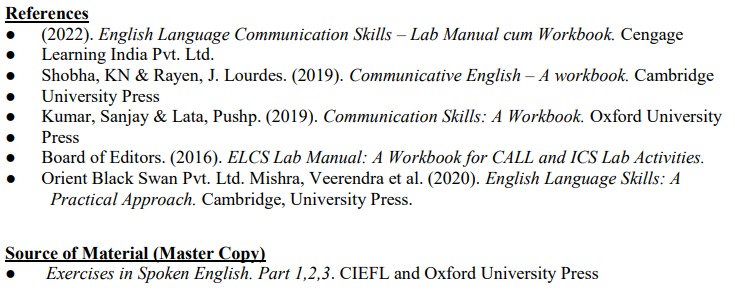 References
● (2022). English Language Communication Skills – Lab Manual cum Workbook. Cengage
● Learning India Pvt. Ltd.
● Shobha, KN & Rayen, J. Lourdes. (2019). Communicative English – A workbook. Cambridge
● University Press
● Kumar, Sanjay & Lata, Pushp. (2019). Communication Skills: A Workbook. Oxford University
● Press
● Board of Editors. (2016). ELCS Lab Manual: A Workbook for CALL and ICS Lab Activities.
● Orient Black Swan Pvt. Ltd. Mishra, Veerendra et al. (2020). English Language Skills: A
Practical Approach. Cambridge, University Press.
Source of Material (Master Copy)
● Exercises in Spoken English. Part 1,2,3. CIEFL and Oxford University Press